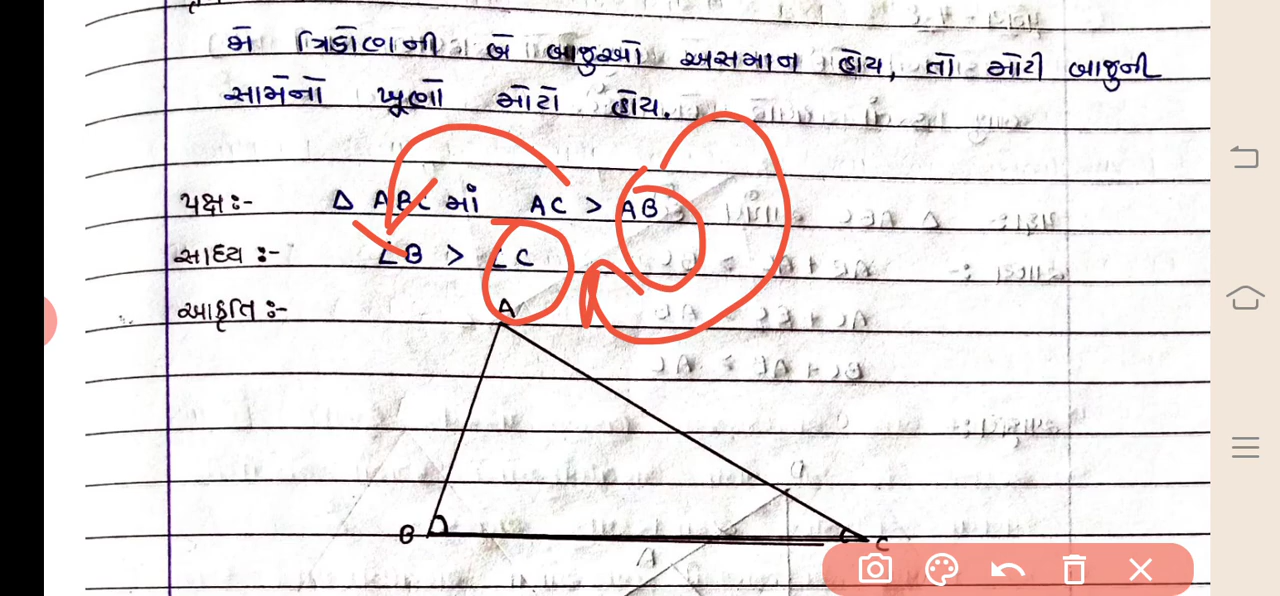 જો ત્રિકોણની બે બાજુઓ અસમાન હોય, તો મોટી બાજુની
સામેનો ખૂણો મોટો હોય.
પક્ષ :- Δ ABC માં AC > AB
સાધ્ય :- ∠B > ∠C
આકૃતિ :-
A
B
C